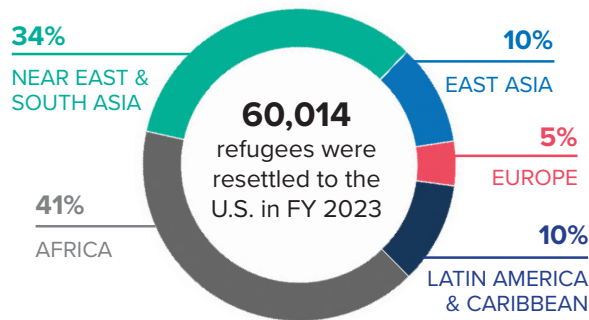 34%
NEAR EAST &
SOUTH ASIA
10%
EAST ASIA
60,014
refugees were
resettled to the
U.S. in FY 2023
5%
EUROPE
41%
AFRICA
10%
LATIN AMERICA
& CARIBBEAN